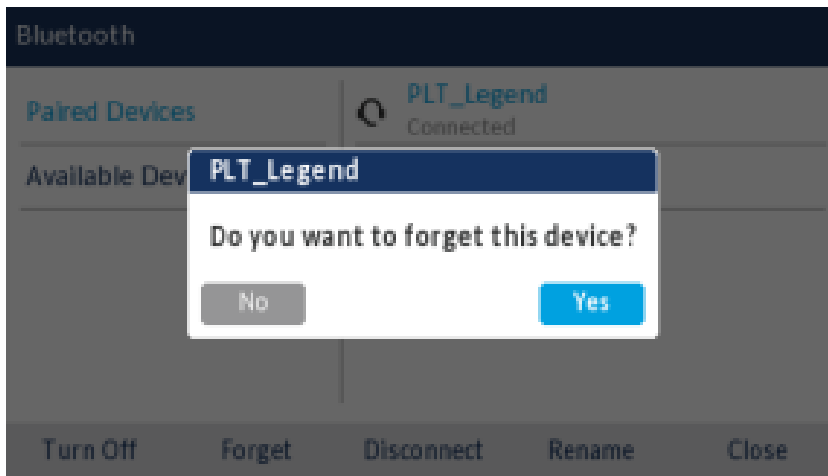 Bluetooth
Paired Devices
PLT_Legend
Connected
Available Dev
PLT_Legend
Do you want to forget this device?
No
Yes
Turn Off Forget Disconnect Rename Close